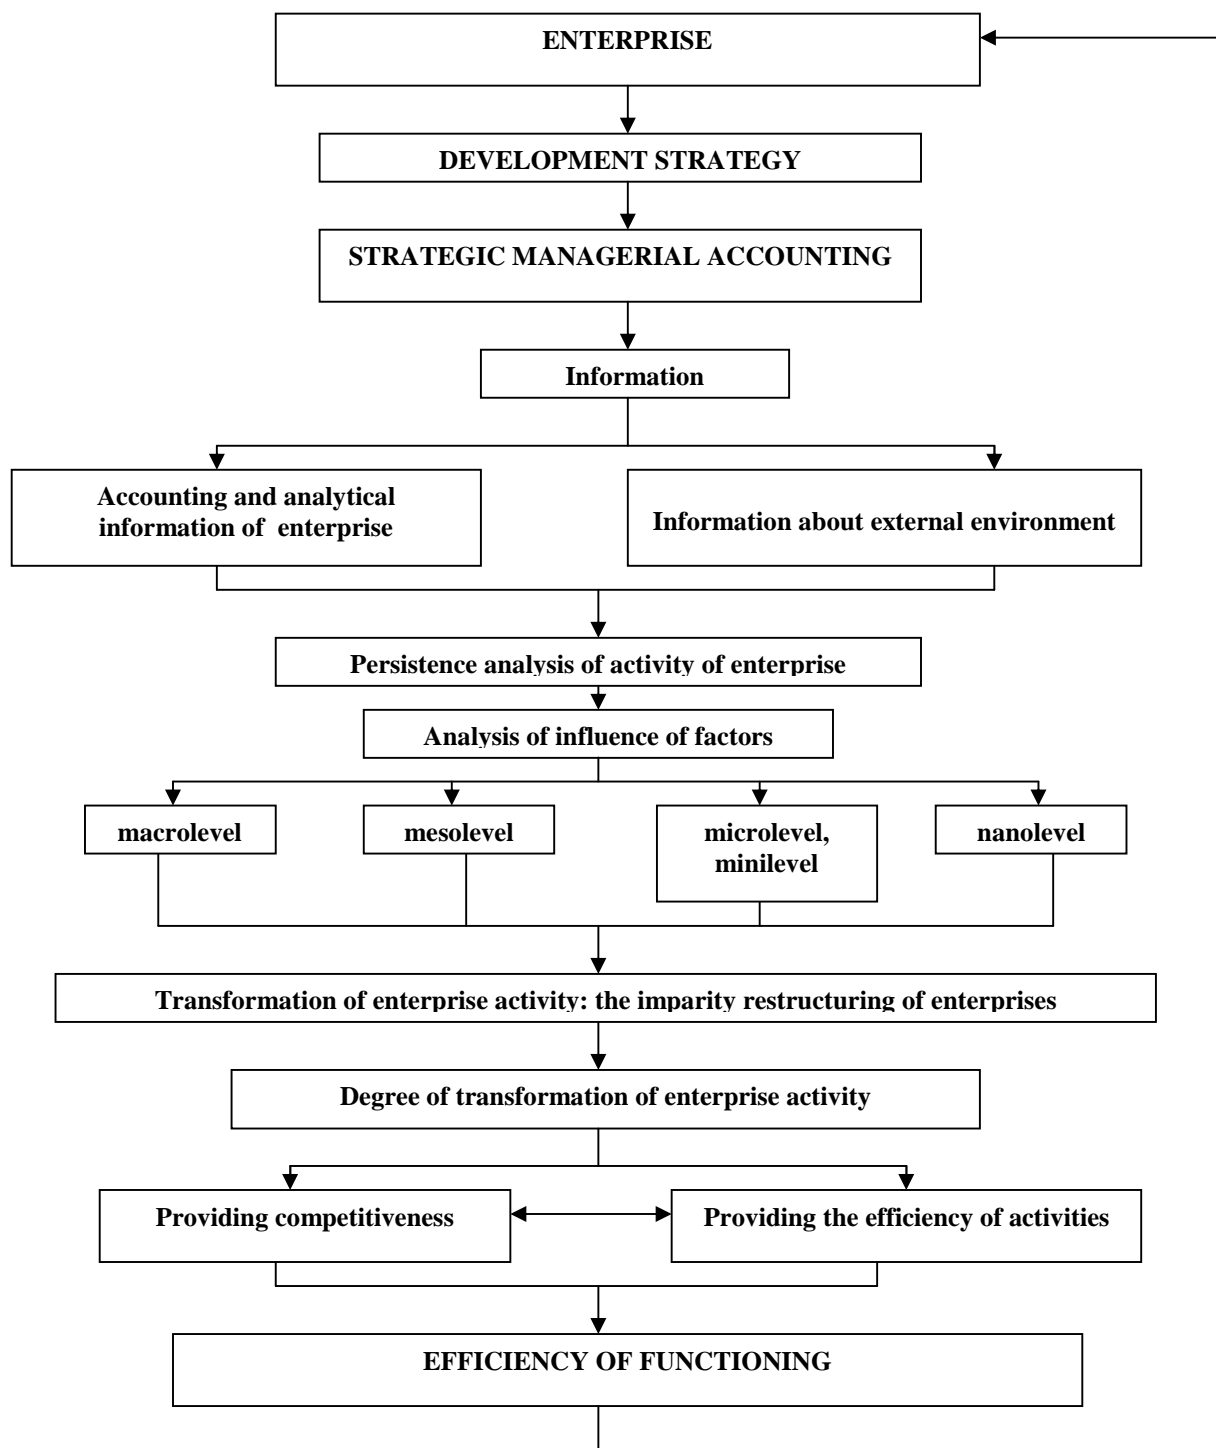 ENTERPRISE
DEVELOPMENT STRATEGY
STRATEGIC MANAGERIAL ACCOUNTING
Information
Accounting and analytical
information of enterprise
Information about external environment
Persistence analysis of activity of enterprise
Analysis of influence of factors
macrolevel
mesolevel
microlevel,
minilevel
nanolevel
Transformation of enterprise activity: the imparity restructuring of enterprises
Degree of transformation of enterprise activity
Providing competitiveness
Providing the efficiency of activities
EFFICIENCY OF FUNCTIONING